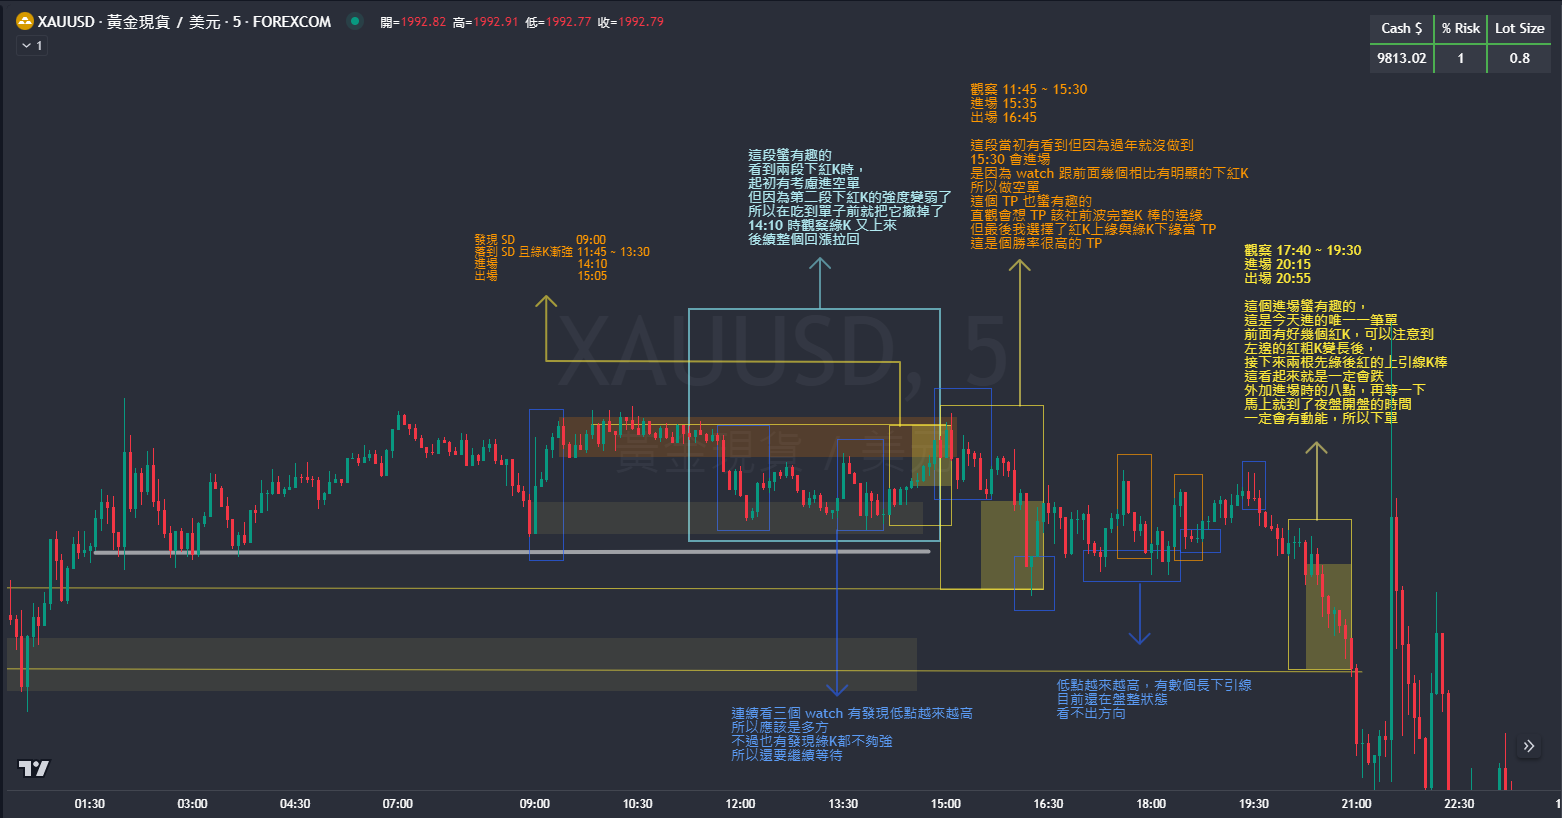 XAUUSD · 黃金現貨 / 美元 · 5 · FOREXCOM 開=1992.82 高=1992.91 低=1992.77 收=1992.79
1
Cash $ % Risk Lot Size
9813.02 1 0.8
觀察 11:45 ~ 15:30
進場 15:35
出場 16:45
這段當初有看到但因為過年就沒做到
15:30 會進場
是因為 watch 跟前面幾個相比有明顯的下紅K
所以做空單
這個 TP 也蠻有趣的
直觀會想 TP 該社前波完整K 棒的邊緣
但最後我選擇了紅K上緣與綠K下緣當 TP
這是個勝率很高的 TP
這段蠻有趣的
看到兩段下紅K時，
起初有考慮進空單
但因為第二段下紅K的強度變弱了
所以在吃到單子前就把它撤掉了
14:10 時觀察綠K 又上來
後續整個回漲拉回
發現 SD 09:00
落到 SD 且綠K漸強 11:45 ~ 13:30
進場 14:10
出場 15:05
觀察 17:40 ~ 19:30
進場 20:15
出場 20:55
這個進場蠻有趣的，
這是今天進的唯一一筆單
前面有好幾個紅K，可以注意到
左邊的紅粗K變長後，
接下來兩根先綠後紅的上引線K棒
這看起來就是一定會跌
外加進場時的八點，再等一下
馬上就到了夜盤開盤的時間
一定會有動能，所以下單
XAUUSD, 5
黃金現貨 / 美元
低點越來越高，有數個長下引線
目前還在盤整狀態
看不出方向
連續看三個 watch 有發現低點越來越高
所以應該是多方
不過也有發現綠K都不夠強
所以還要繼續等待
01:30 03:00 04:30 07:00 09:00 10:30 12:00 13:30 15:00 16:30 18:00 19:30 21:00 22:30 1